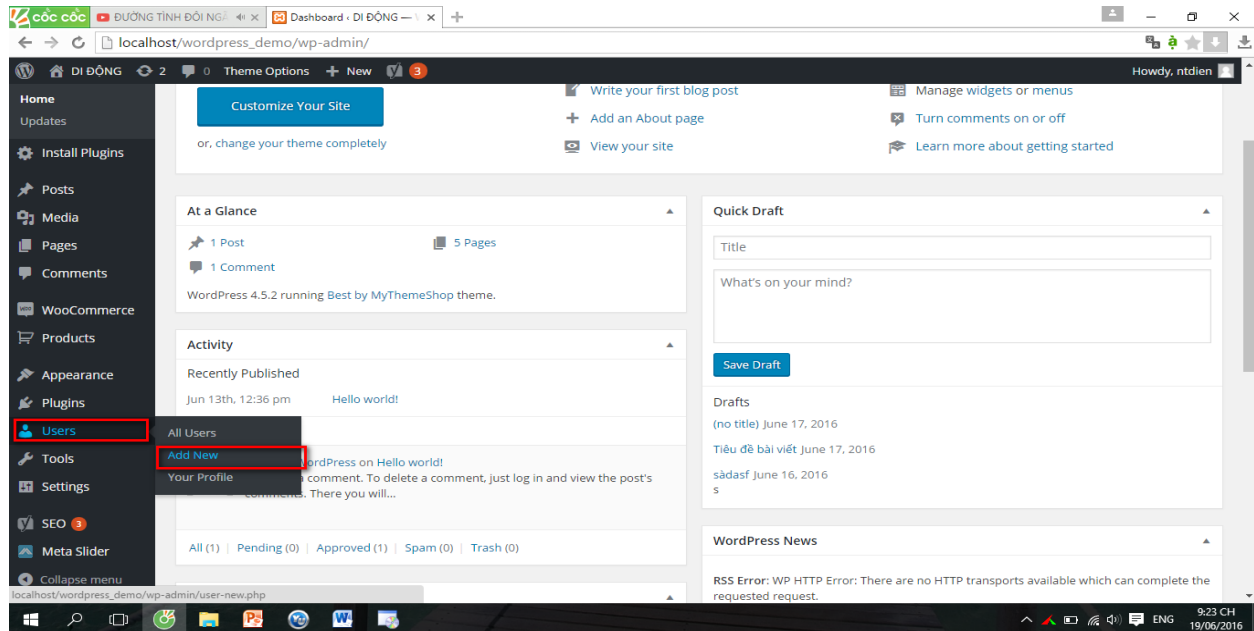 cốc cốc ĐƯỜNG TÌNH ĐÔI NGÃ Dashboard ‹ DI ĐỘNG —
localhost/wordpress_demo/wp-admin/
DI ĐỘNG 2 0 Theme Options + New 3 Howdy, ntdien
Home
Updates
Install Plugins
Posts
Media
Pages
Comments
WooCommerce
Products
Appearance
Plugins
Users
Tools
Settings
SEO 3
Meta Slider
Collapse menu
All Users
Add New
Your Profile
Customize Your Site
or, change your theme completely
Write your first blog post
Add an About page
View your site
Manage widgets or menus
Turn comments on or off
Learn more about getting started
At a Glance
1 Post 5 Pages
1 Comment
WordPress 4.5.2 running Best by MyThemeShop theme.
Activity
Recently Published
Jun 13th, 12:36 pm Hello world!
ordPress on Hello world!
comment. To delete a comment, just log in and view the post's
comments. There you will...
All (1) | Pending (0) | Approved (1) | Spam (0) | Trash (0)
Quick Draft
Title
What's on your mind?
Save Draft
Drafts
(no title) June 17, 2016
Tiêu đề bài viết June 17, 2016
sàdasf June 16, 2016
s
WordPress News
RSS Error: WP HTTP Error: There are no HTTP transports available which can complete the
requested request.
localhost/wordpress_demo/wp-admin/user-new.php
ENG
9:23 CH
19/06/2016